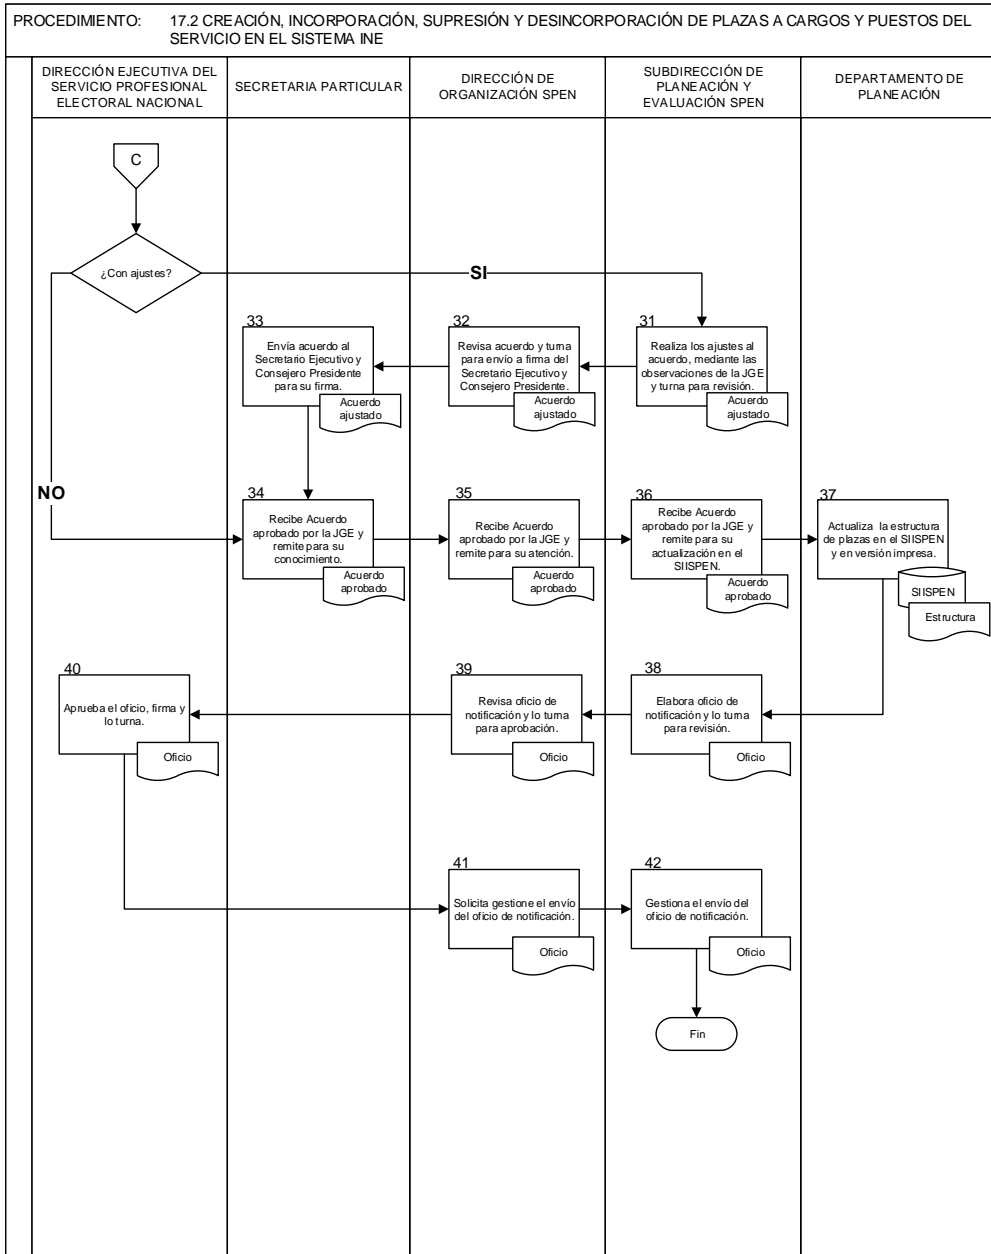 PROCEDIMIENTO: 17.2 CREACIÓN, INCORPORACIÓN, SUPRESIÓN Y DESINCORPORACIÓN DE PLAZAS A CARGOS Y PUESTOS DEL
SERVICIO EN EL SISTEMA INE
DIRECCIÓN EJECUTIVA DEL
SERVICIO PROFESIONAL
ELECTORAL NACIONAL
SECRETARIA PARTICULAR
DIRECCIÓN DE
ORGANIZACIÓN SPEN
SUBDIRECCIÓN DE
PLANEACIÓN Y
EVALUACIÓN SPEN
DEPARTAMENTO DE
PLANEACIÓN
C
¿Con ajustes?
SI
NO
31
Realiza los ajustes al
acuerdo, mediante las
observaciones de la JGE
y turna para revisión.
Acuerdo
ajustado
32
Revisa acuerdo y turna
para envío a firma del
Secretario Ejecutivo y
Consejero Presidente.
Acuerdo
ajustado
33
Envía acuerdo al
Secretario Ejecutivo y
Consejero Presidente
para su firma.
Acuerdo
ajustado
34
Recibe Acuerdo
aprobado por la JGE y
remite para su
conocimiento.
Acuerdo
aprobado
35
Recibe Acuerdo
aprobado por la JGE y
remite para su atención.
Acuerdo
aprobado
36
Recibe Acuerdo
aprobado por la JGE y
remite para su
actualización en el
SIISPEN.
Acuerdo
aprobado
37
Actualiza la estructura
de plazas en el SIISPEN
y en versión impresa.
SIISPEN
Estructura
38
Elabora oficio de
notificación y lo turna
para revisión.
Oficio
39
Revisa oficio de
notificación y lo turna
para aprobación.
Oficio
40
Aprueba el oficio, firma y
lo turna.
Oficio
41
Solicita gestione el envío
del oficio de notificación.
Oficio
42
Gestiona el envío del
oficio de notificación.
Oficio
Fin